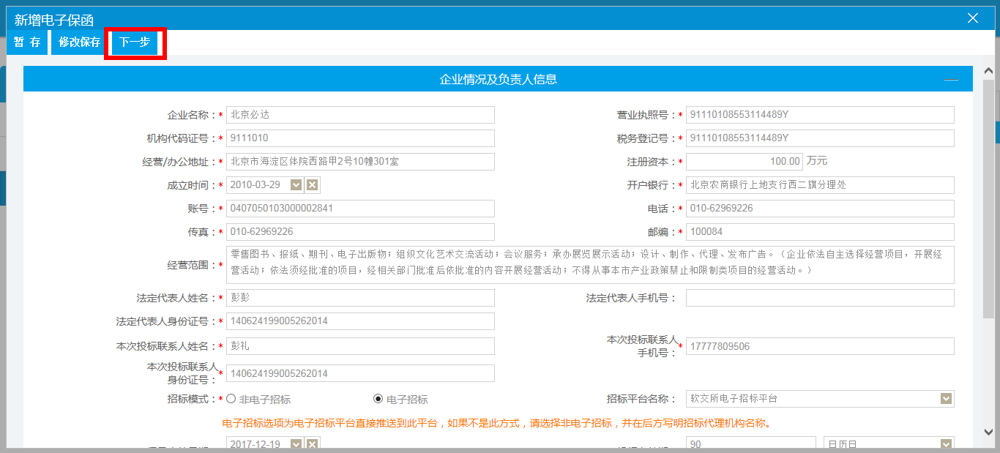 新增电子保函
暂 存 修改保存 下一步
企业情况及负责人信息
企业名称：* 北京必达 营业执照号：* 91110108553114489Y
机构代码证号：* 9111010 税务登记号：* 91110108553114489Y
经营/办公地址：* 北京市海淀区体院西路甲2号10幢301室 注册资本：* 100.00 万元
成立时间：* 2010-03-29 开户银行：* 北京农商银行上地支行西二旗分理处
账号：* 0407050103000002841 电话：* 010-62969226
传真：* 010-62969226 邮编：* 100084
经营范围：* 零售图书、报纸、期刊、电子出版物；组织文化艺术交流活动；会议服务；承办展览展示活动；设计、制作、代理、发布广告。（企业依法自主选择经营项目，开展经
营活动；依法须经批准的项目，经相关部门批准后依批准的内容开展经营活动；不得从事本市产业政策禁止和限制类项目的经营活动。）
法定代表人姓名：* 彭彭 法定代表人手机号：
法定代表人身份证号：* 140624199005262014
本次投标联系人姓名：* 彭礼 本次投标联系人
手机号：* 17777809506
本次投标联系人
身份证号：* 140624199005262014
招标模式：* 非电子招标 电子招标 招标平台名称： 软交所电子招标平台
电子招标选项为电子招标平台直接推送到此平台，如果不是此方式，请选择非电子招标，并在后方写明招标代理机构名称。
2017-12-19 90 日历日